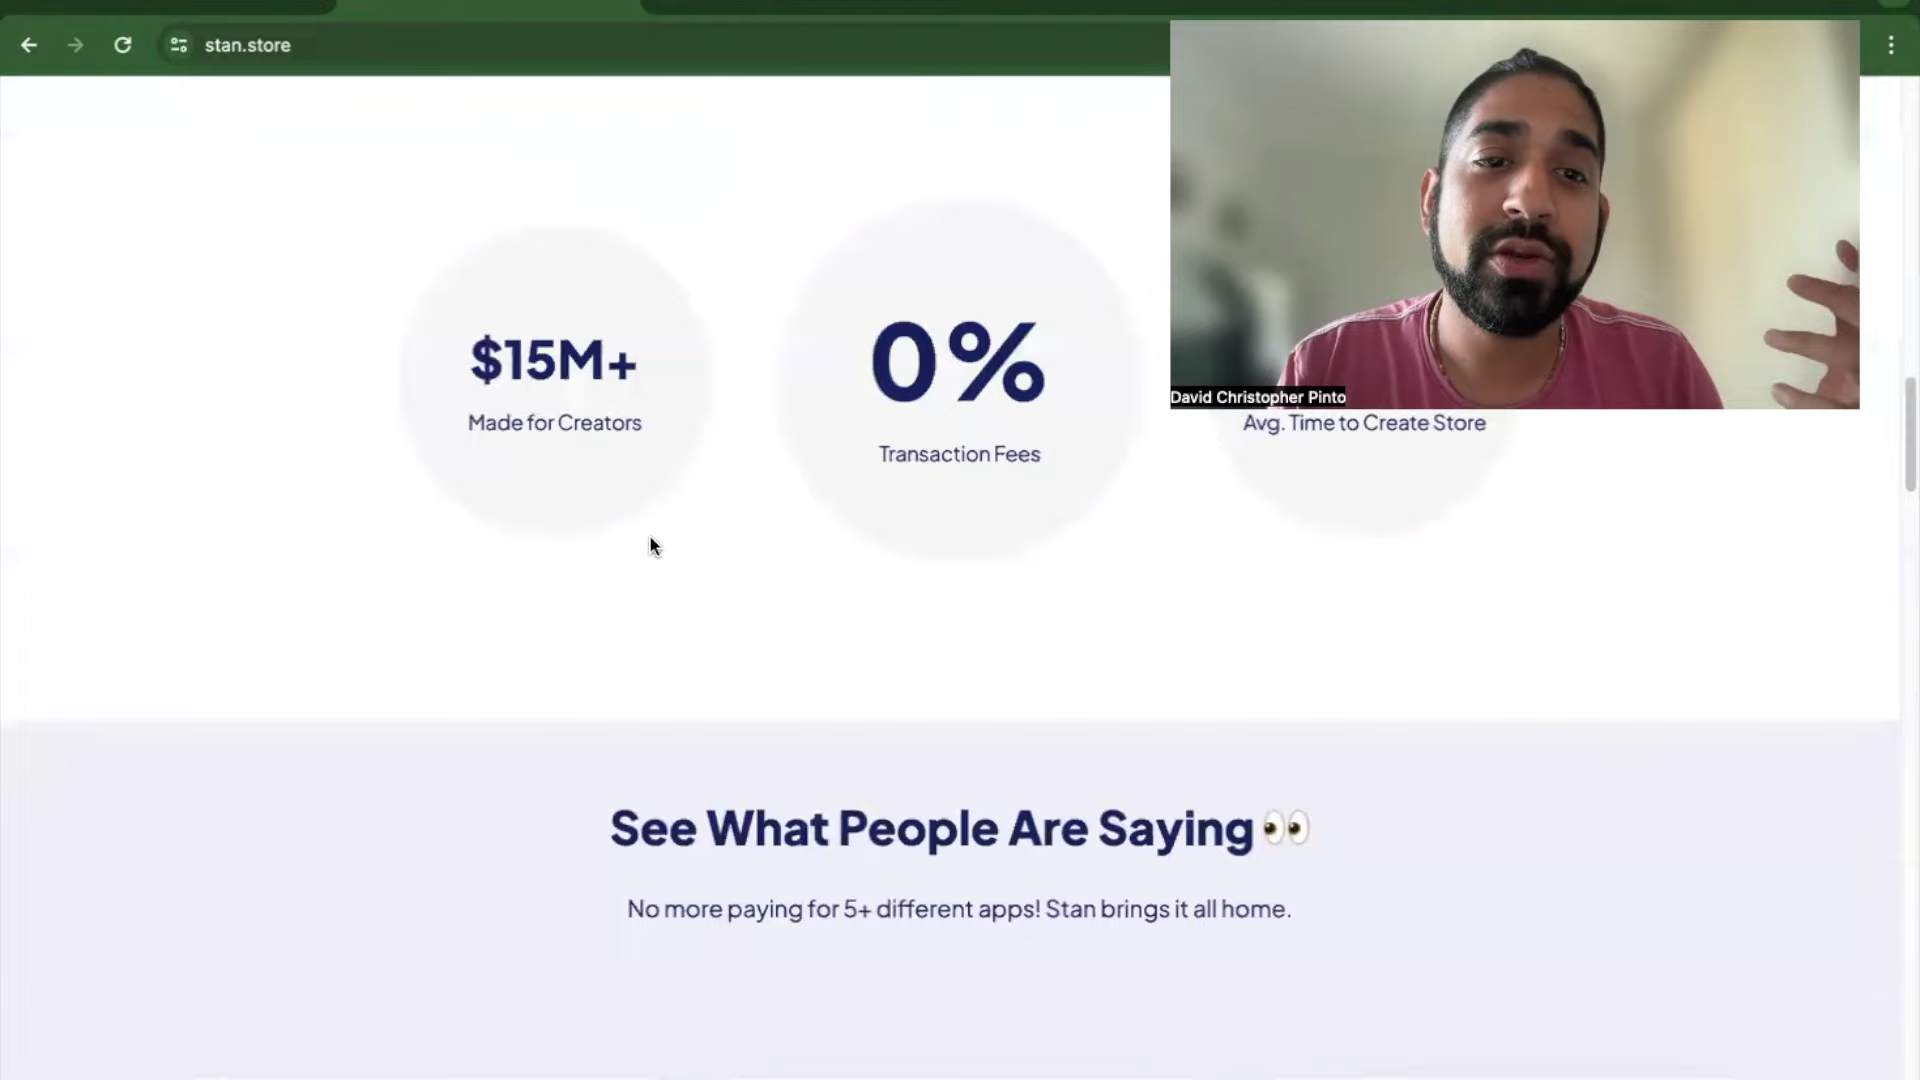 stan.store
$15M+
Made for Creators
0%
Transaction Fees
David Christopher Pinto
Avg. Time to Create Store
See What People Are Saying 👀
No more paying for 5+ different apps! Stan brings it all home.